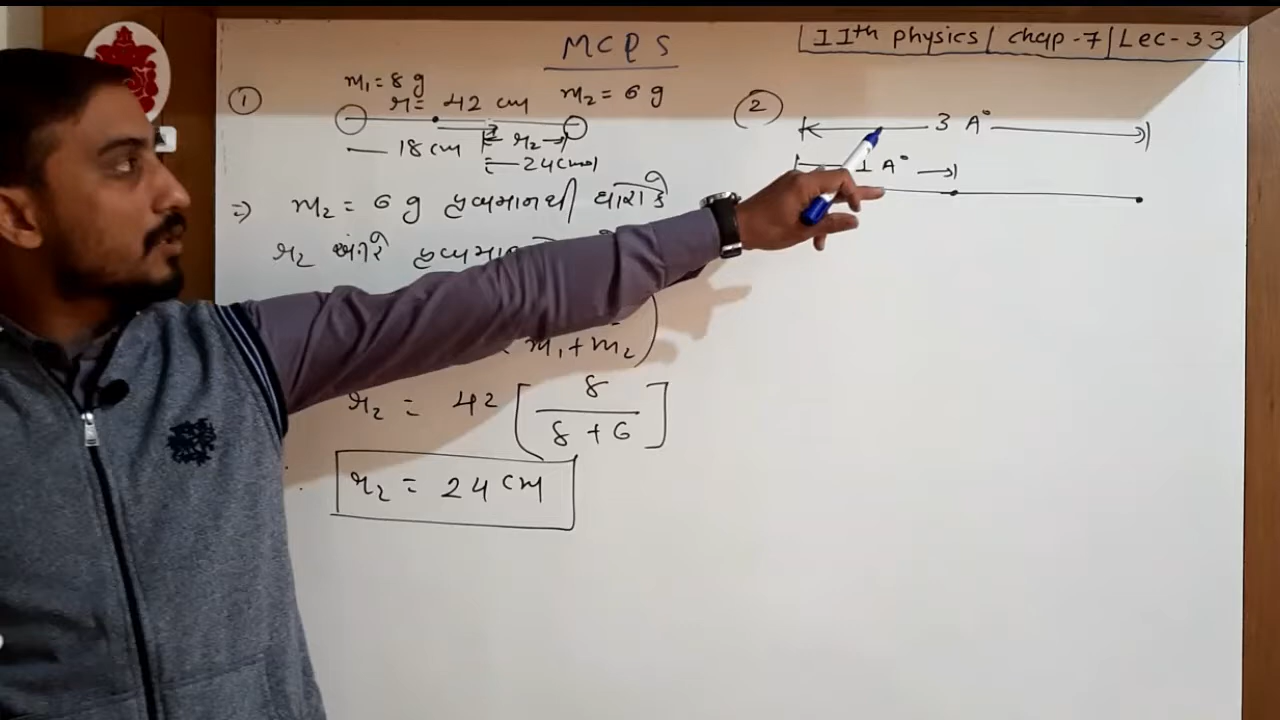 MCQS
11th physics | chap-7 | Lec-33
①
m₁ = 8 g
r = 42 cm
m₂ = 6 g
r₂
18 cm
24 cm
⇒ m₂ = 6 g દ્રવ્યમાનથી ધારો કે
r₂ અંતરે
m₁ + m₂
r₂ = 42 [ 8 / 8 + 6 ]
r₂ = 24 cm
②
3 A°
1 A°